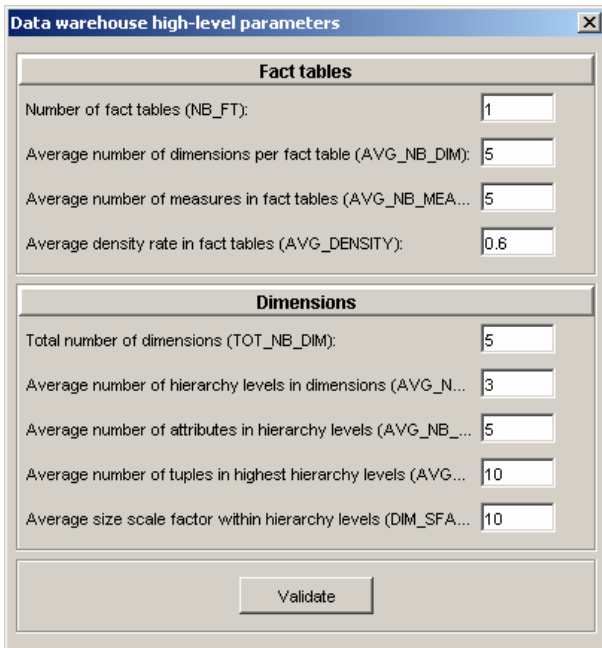 Data warehouse high-level parameters
Fact tables
Number of fact tables (NB_FT): 1
Average number of dimensions per fact table (AVG_NB_DIM): 5
Average number of measures in fact tables (AVG_NB_MEA... 5
Average density rate in fact tables (AVG_DENSITY): 0.6
Dimensions
Total number of dimensions (TOT_NB_DIM): 5
Average number of hierarchy levels in dimensions (AVG_N... 3
Average number of attributes in hierarchy levels (AVG_NB_... 5
Average number of tuples in highest hierarchy levels (AVG... 10
Average size scale factor within hierarchy levels (DIM_SFA... 10
Validate